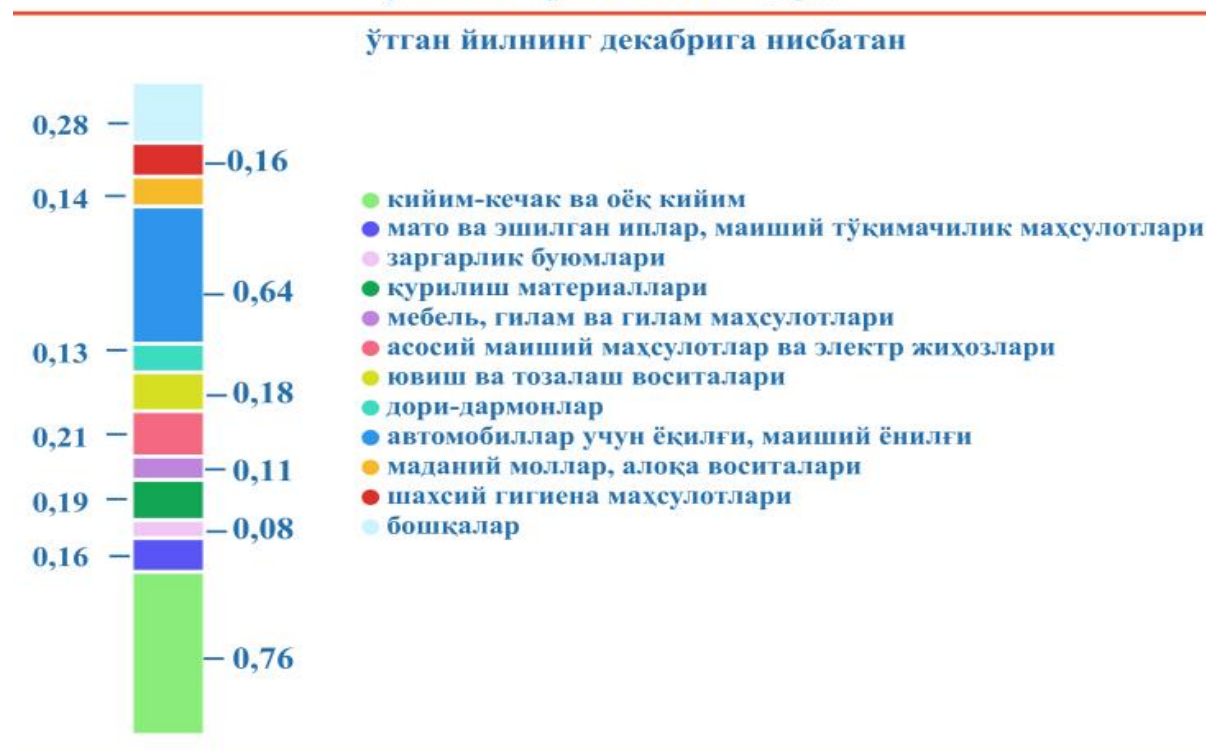 ўтган йилнинг декабрига нисбатан
0,28
0,16
0,14
0,64
0,13
0,18
0,21
0,11
0,19
0,08
0,16
0,76
кийим-кечак ва оёқ кийим
мато ва эшилган иплар, маиший тўқимачилик маҳсулотлари
заргарлик буюмлари
қурилиш материаллари
мебель, гилам ва гилам маҳсулотлари
асосий маиший маҳсулотлар ва электр жиҳозлари
ювиш ва тозалаш воситалари
дори-дармонлар
автомобиллар учун ёқилғи, маиший ёнилғи
маданий моллар, алоқа воситалари
шахсий гигиена маҳсулотлари
бошқалар